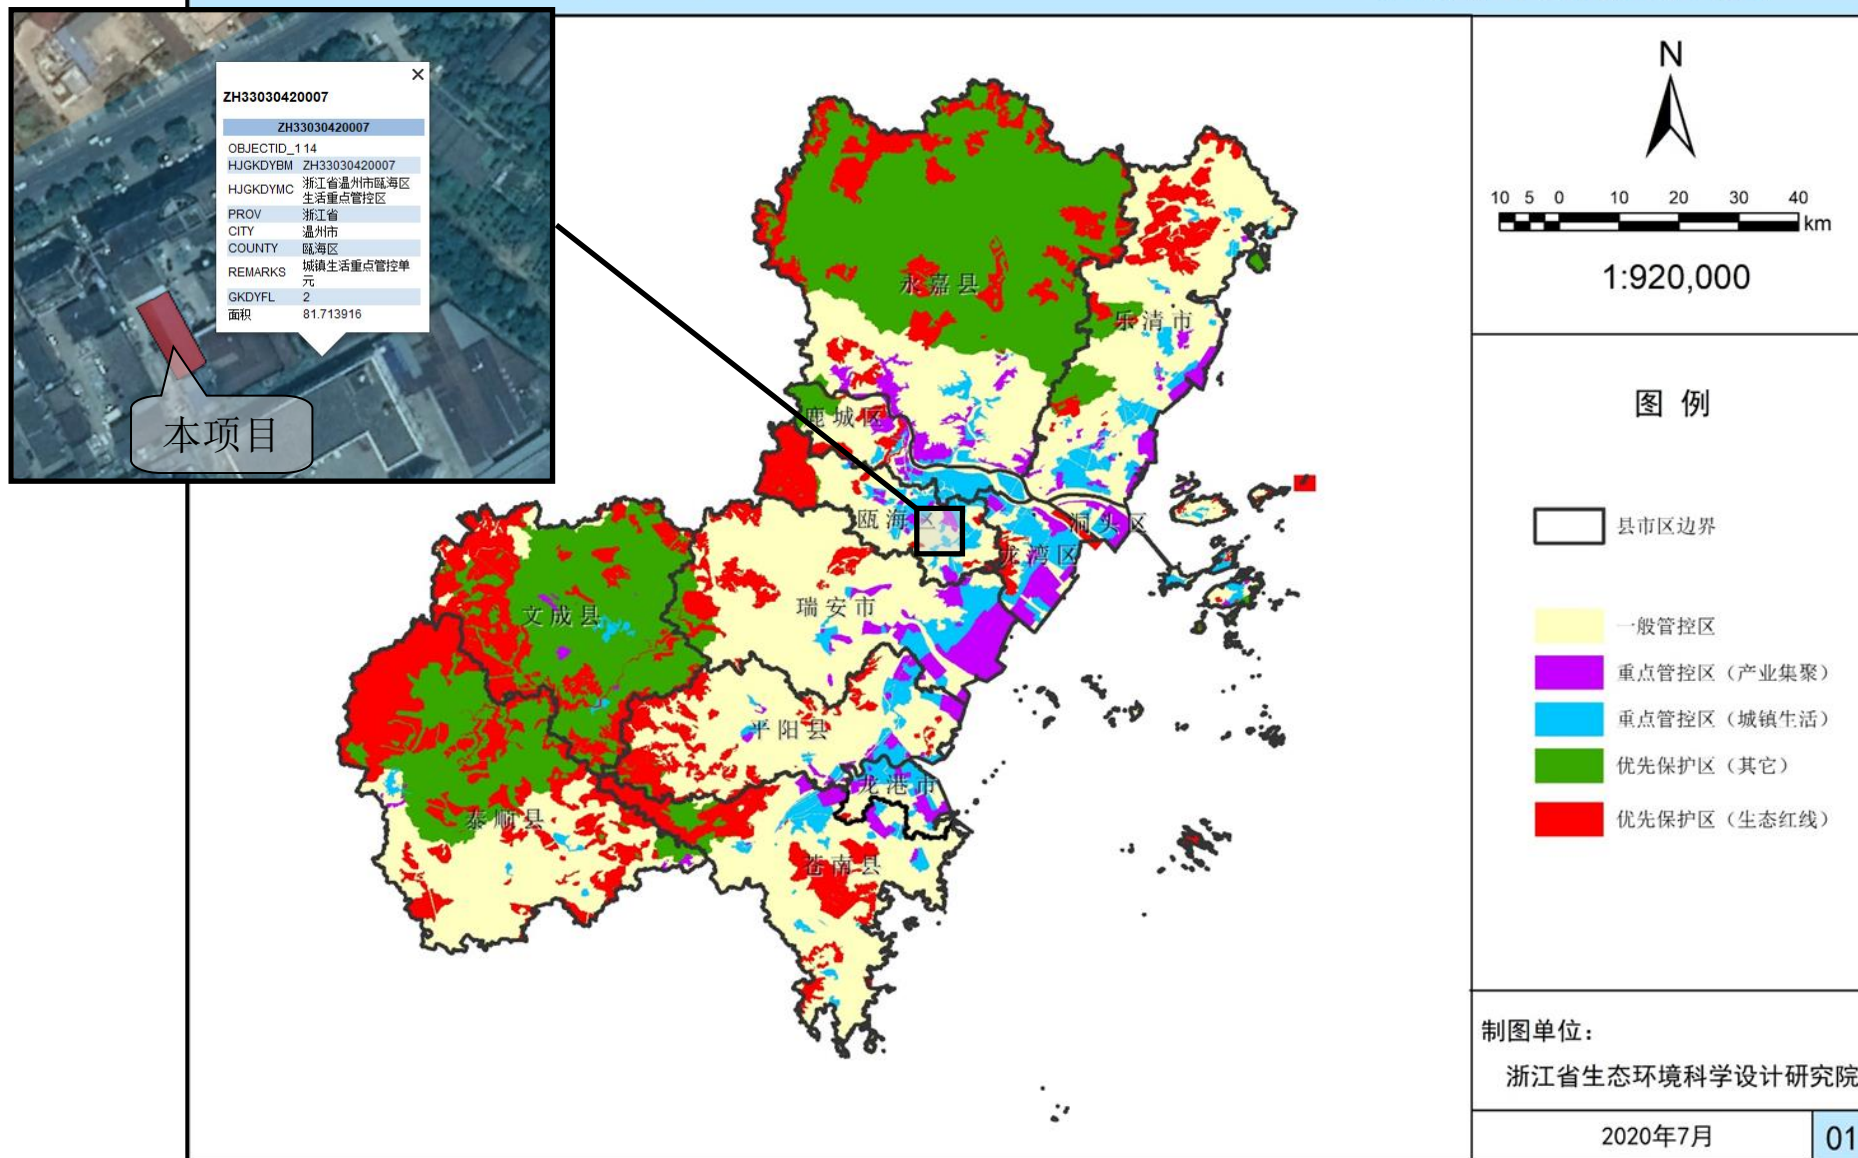 ZH33030420007
ZH33030420007
OBJECTID_1 14
HJGKDYBM ZH33030420007
HJGKDYMC 浙江省温州市瓯海区
生活重点管控区
PROV 浙江省
CITY 温州市
COUNTY 瓯海区
REMARKS 城镇生活重点管控单
元
GKDYFL 2
面积 81.713916
本项目
永嘉县
乐清市
鹿城区
瓯海区
洞头区
龙湾区
文成县
瑞安市
平阳县
龙港市
泰顺县
苍南县
N
10 5 0 10 20 30 40
km
1:920,000
图 例
县市区边界
一般管控区
重点管控区（产业集聚）
重点管控区（城镇生活）
优先保护区（其它）
优先保护区（生态红线）
制图单位：
浙江省生态环境科学设计研究院
2020年7月
01